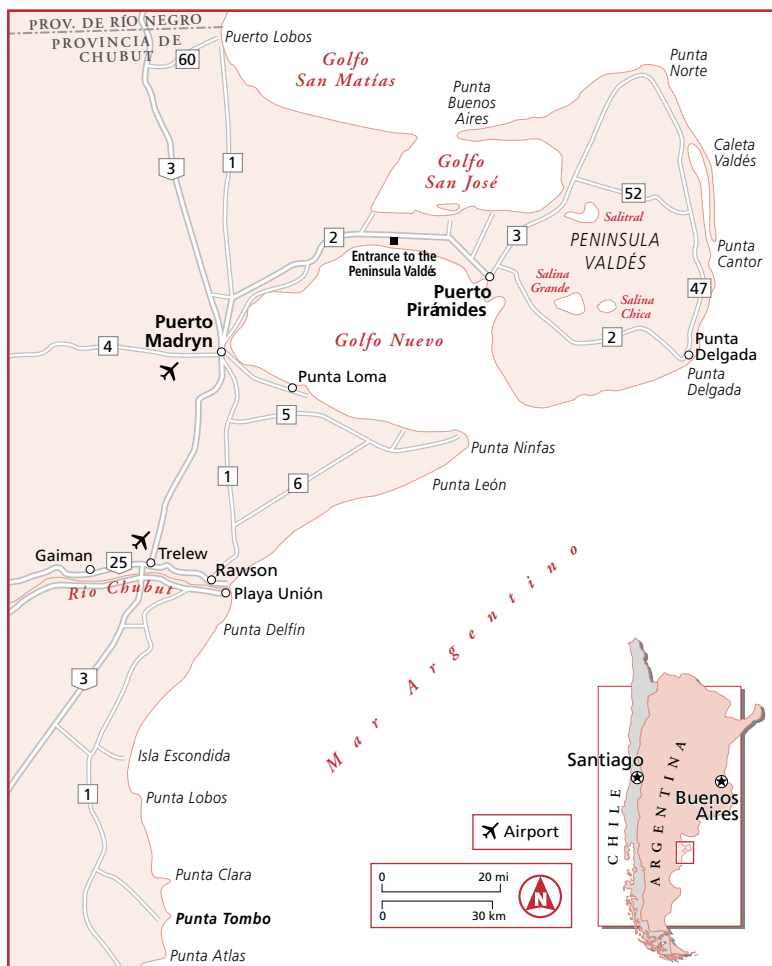 PROV. DE RÍO NEGRO
PROVINCIA DE
CHUBUT
Puerto Lobos
60
Golfo
San Matías
Punta
Norte
Punta
Buenos
Aires
3
1
Golfo
San José
Caleta
Valdés
52
Salitral
2
3
Entrance to the
Peninsula Valdés
PENINSULA
VALDÉS
Punta
Cantor
Puerto
Pirámides
Salina
Grande
Salina
Chica
47
Puerto
Madryn
Golfo Nuevo
2
Punta
Delgada
4
Punta
Delgada
Punta Loma
5
Punta Ninfas
1
6
Punta León
Gaiman
25
Trelew
Rawson
Río Chubut
Playa Unión
Punta Delfín
Mar Argentino
3
Isla Escondida
1
Punta Lobos
Santiago
CHILE
ARGENTINA
Buenos
Aires
Airport
Punta Clara
0
20 mi
0
30 km
N
Punta Tombo
Punta Atlas